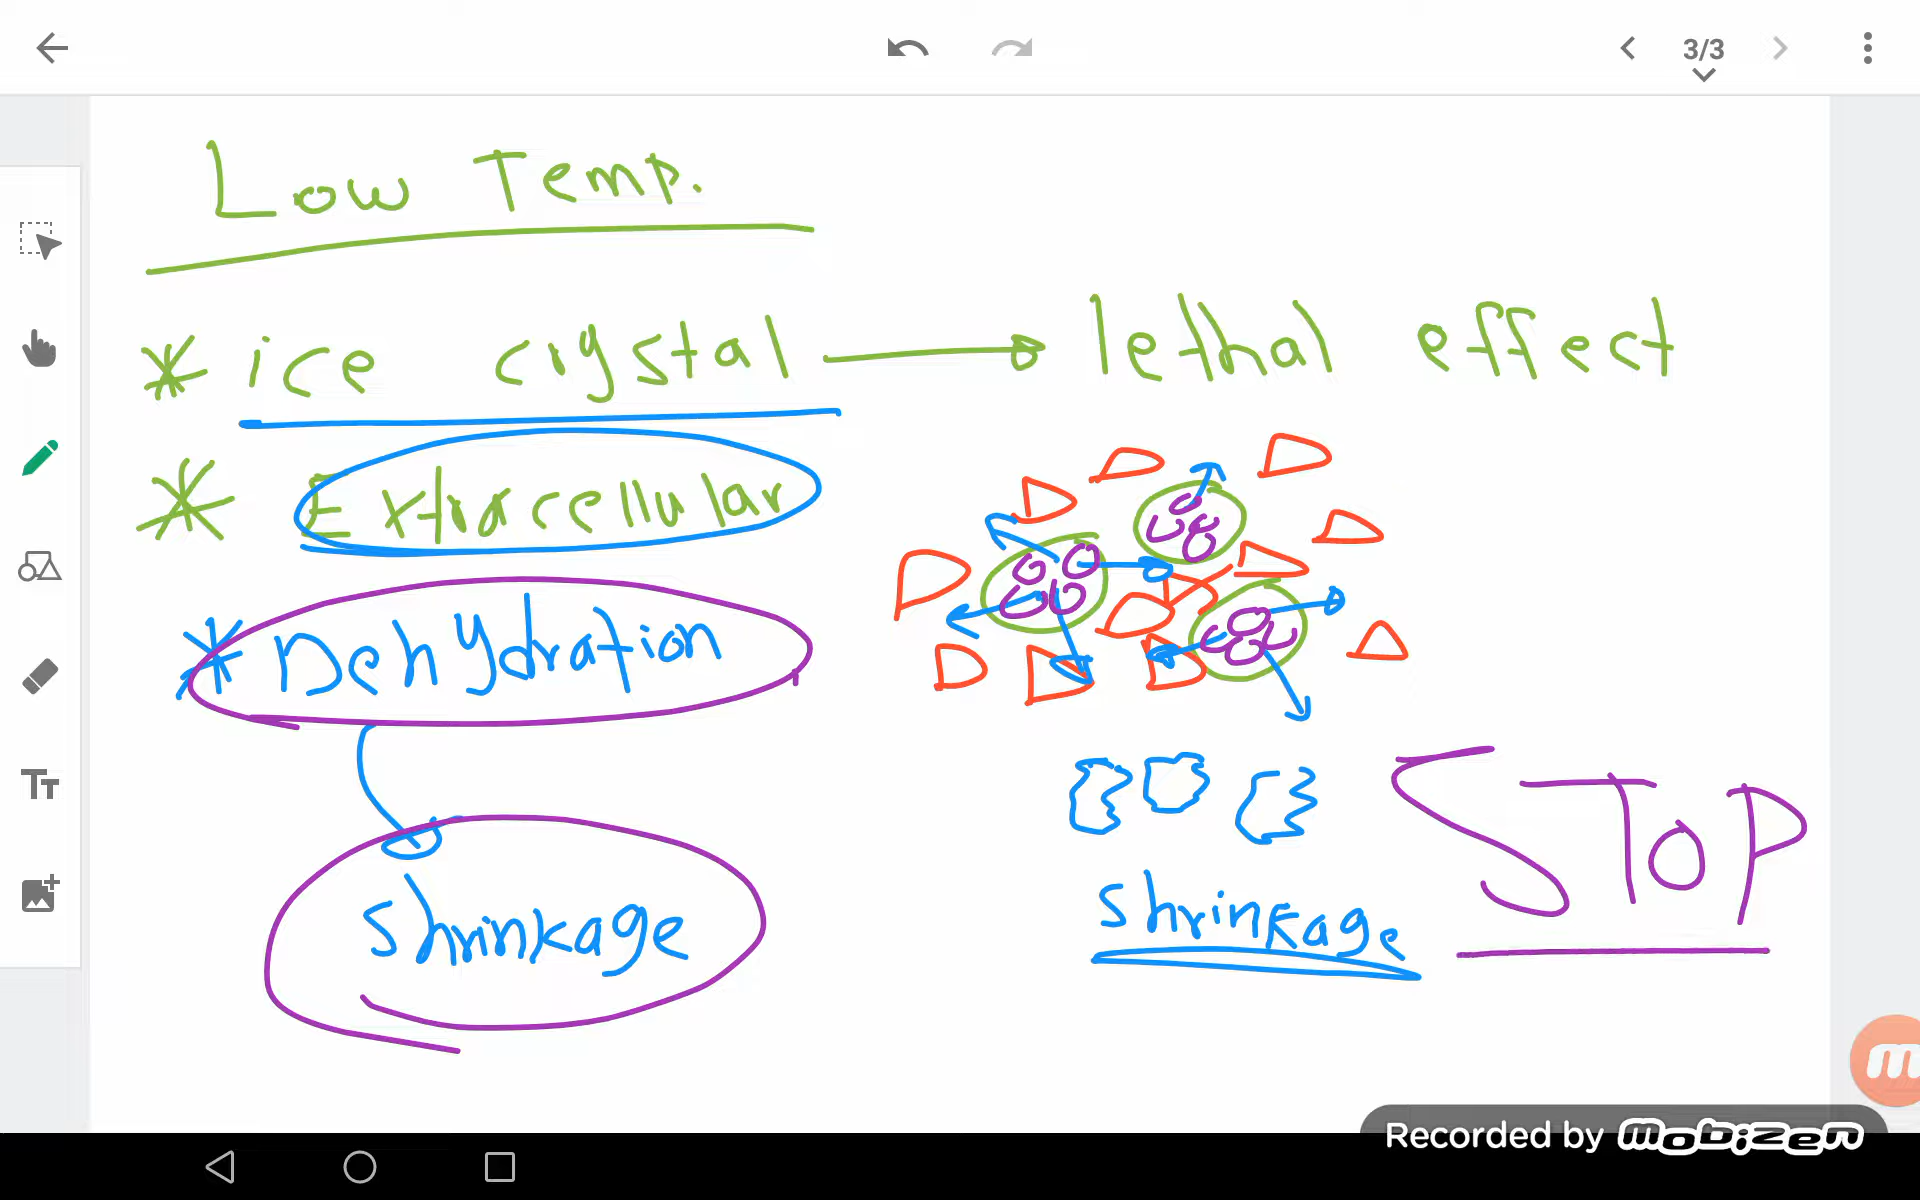 3/3
Low Temp.
* ice crystal → lethal effect
* Extracellular
* Dehydration
STOP
shrinkage
shrinkage
Recorded by mobizen